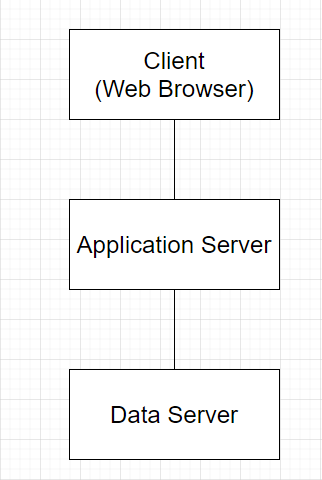 Client
(Web Browser)
Application Server
Data Server